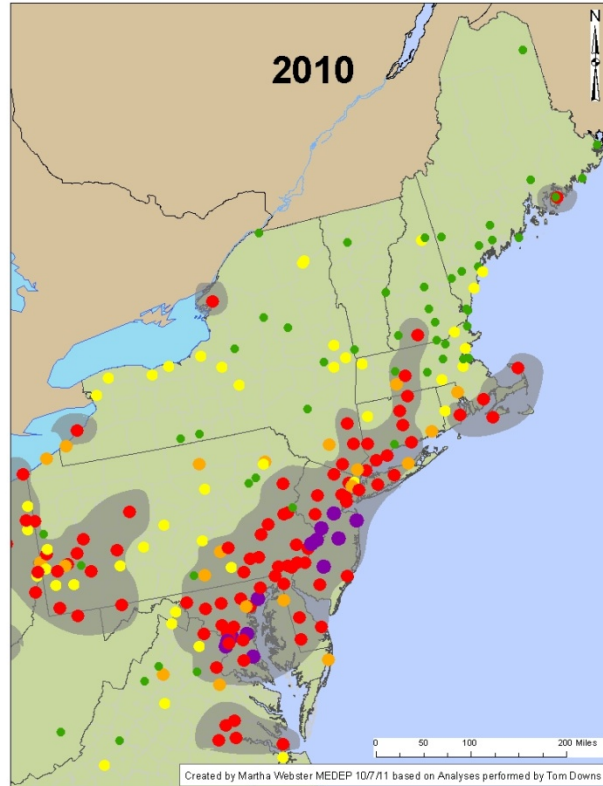 N
2010
0 50 100 200 Miles
Created by Martha Webster MEDEP 10/7/11 based on Analyses performed by Tom Downs